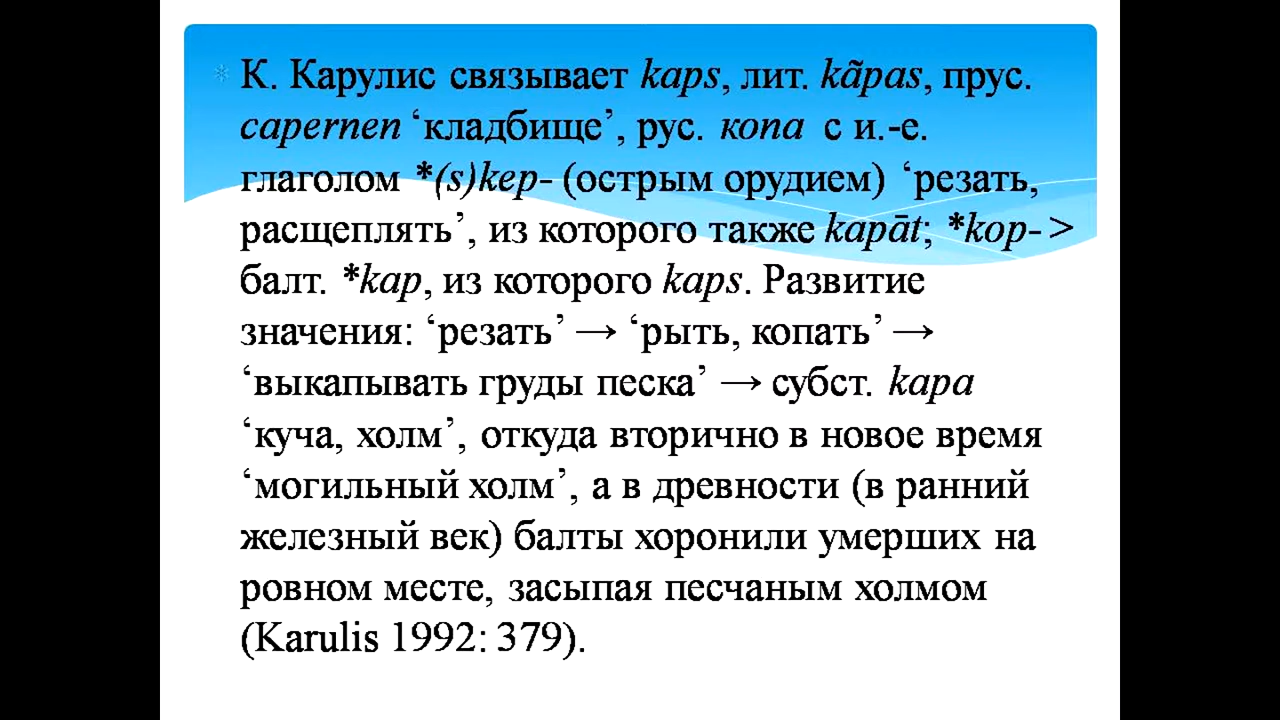 К. Карулис связывает kaps, лит. kãpas, прус.
capernen ‘кладбище’, рус. копа с и.-е.
глаголом *(s)kep- (острым орудием) ‘резать,
расщеплять’, из которого также kapāt; *kop- >
балт. *kap, из которого kaps. Развитие
значения: ‘резать’ → ‘рыть, копать’ →
‘выкапывать груды песка’ → субст. kapa
‘куча, холм’, откуда вторично в новое время
‘могильный холм’, а в древности (в ранний
железный век) балты хоронили умерших на
ровном месте, засыпая песчаным холмом
(Karulis 1992: 379).